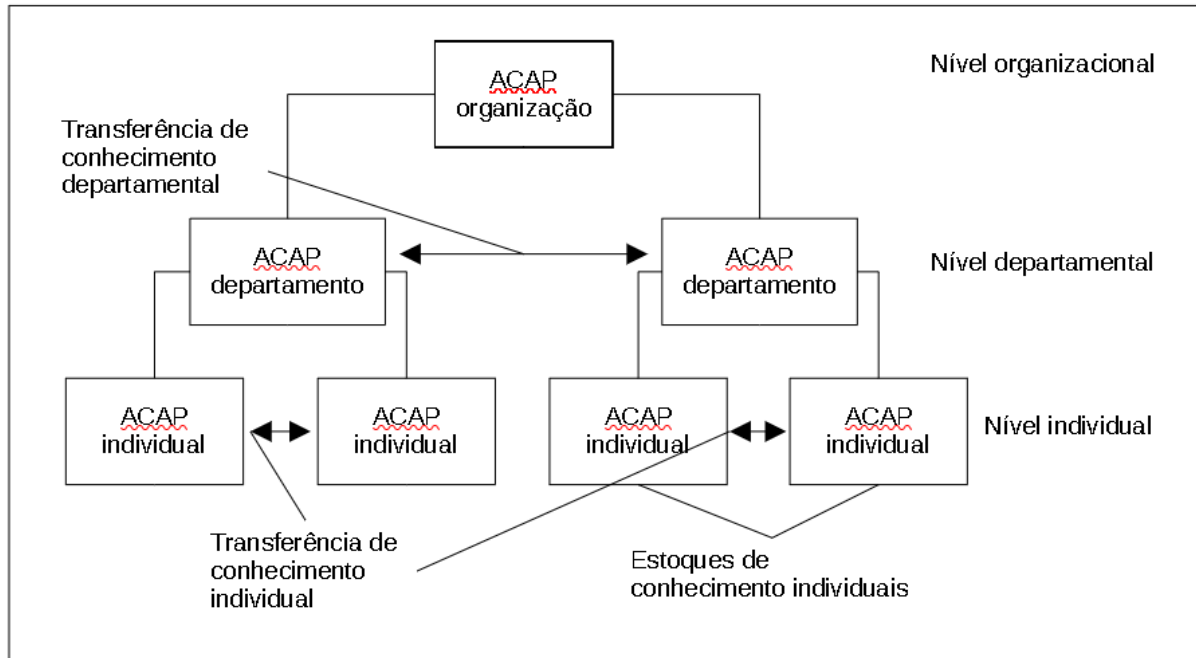 ACAP
organização
Nível organizacional
Transferência de
conhecimento
departamental
ACAP
departamento
ACAP
departamento
Nível departamental
ACAP
individual
ACAP
individual
ACAP
individual
ACAP
individual
Nível individual
Transferência de
conhecimento
individual
Estoques de
conhecimento individuais